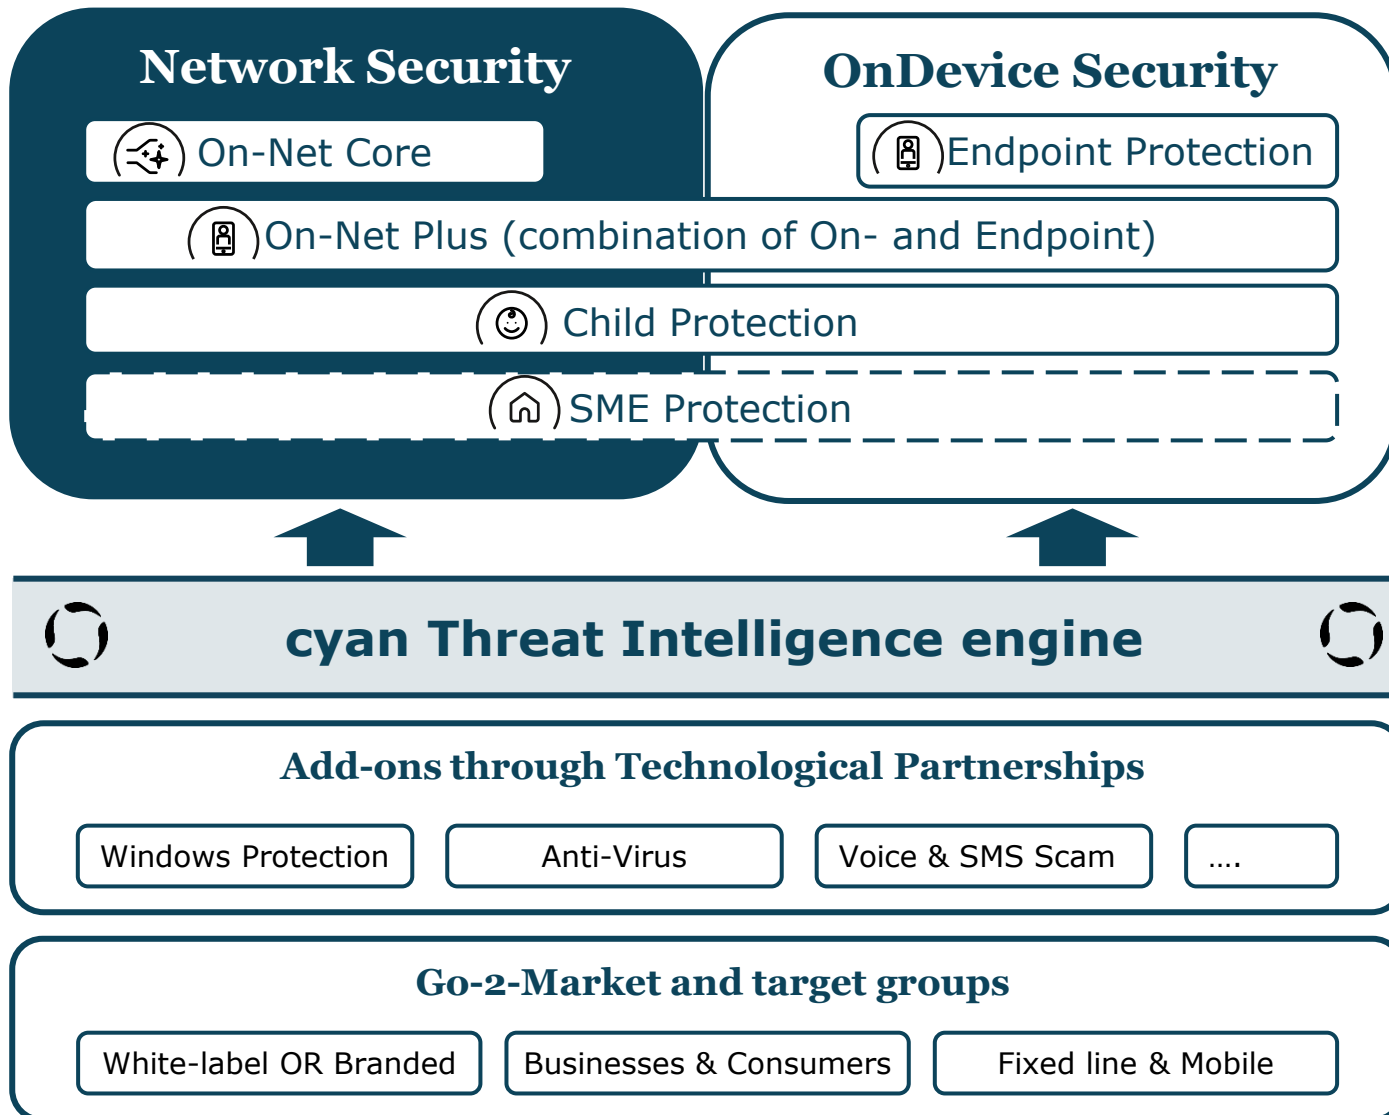 Network Security
OnDevice Security
On-Net Core
Endpoint Protection
On-Net Plus (combination of On- and Endpoint)
Child Protection
SME Protection
cyan Threat Intelligence engine
Add-ons through Technological Partnerships
Windows Protection
Anti-Virus
Voice & SMS Scam
....
Go-2-Market and target groups
White-label OR Branded
Businesses & Consumers
Fixed line & Mobile